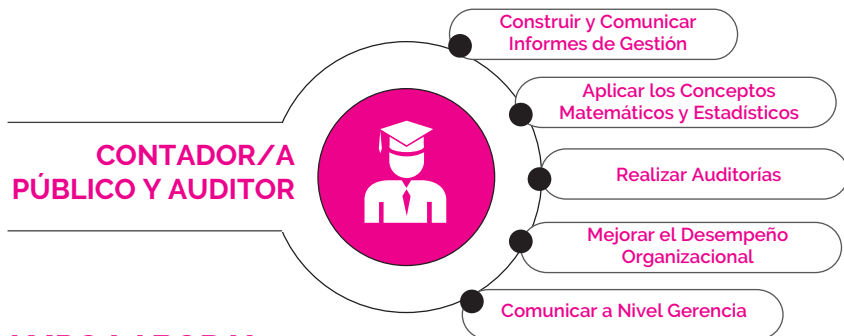 Construir y Comunicar
Informes de Gestión
Aplicar los Conceptos
Matemáticos y Estadísticos
CONTADOR/A
PÚBLICO Y AUDITOR
Realizar Auditorías
Mejorar el Desempeño
Organizacional
Comunicar a Nivel Gerencia